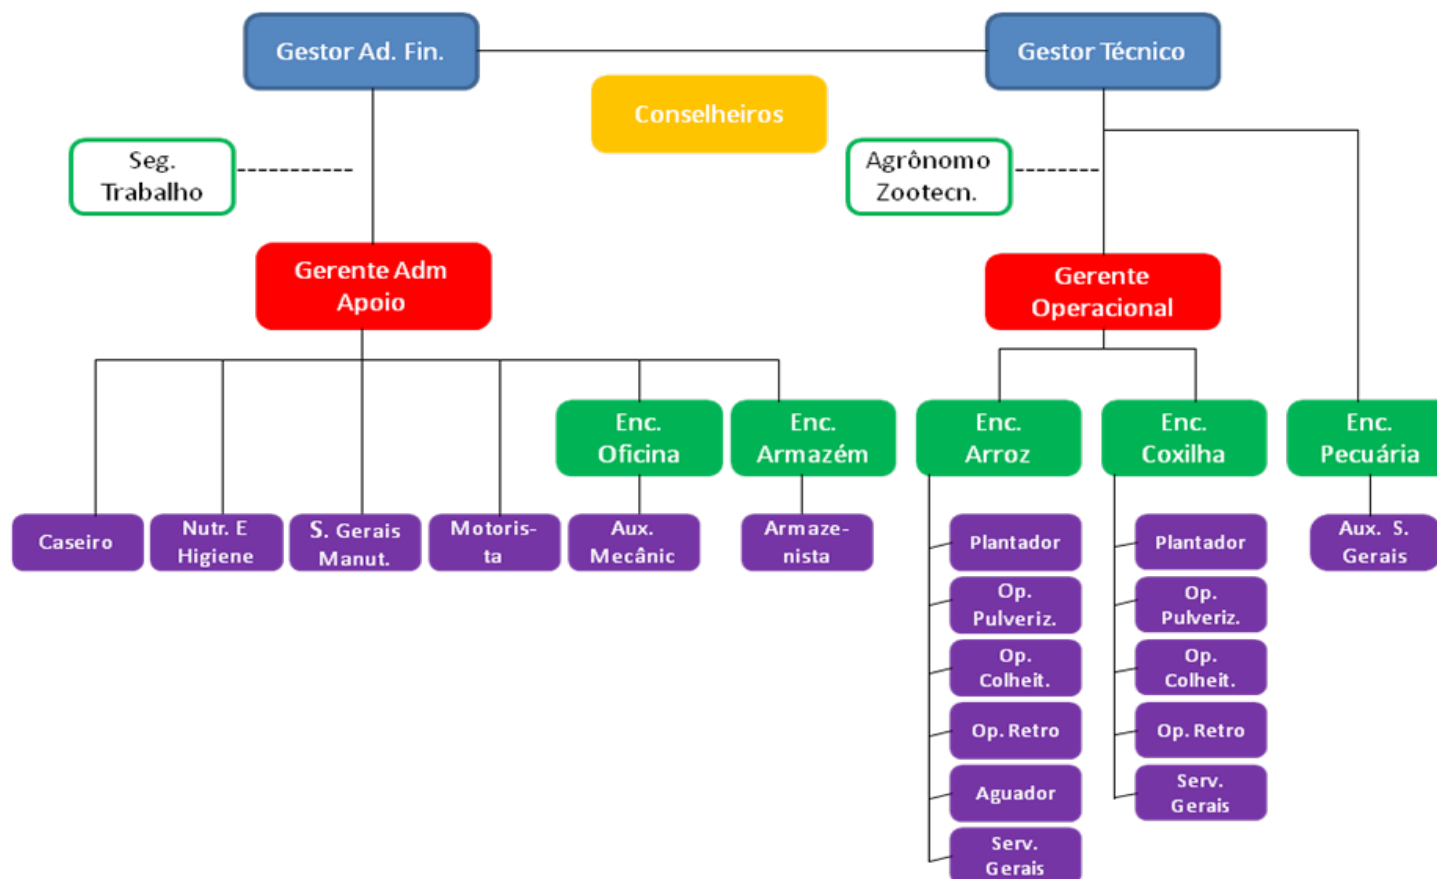 Gestor Ad. Fin.
Gestor Técnico
Conselheiros
Seg.
Trabalho
Agrônomo
Zootecn.
Gerente Adm
Apoio
Gerente
Operacional
Enc.
Oficina
Enc.
Armazém
Enc.
Arroz
Enc.
Coxilha
Enc.
Pecuária
Caseiro
Nutr. E
Higiene
S. Gerais
Manut.
Motoris-
ta
Aux.
Mecânic
Armaze-
nista
Plantador
Op.
Pulveriz.
Op.
Colheit.
Op. Retro
Aguador
Serv.
Gerais
Plantador
Op.
Pulveriz.
Op.
Colheit.
Op. Retro
Serv.
Gerais
Aux. S.
Gerais